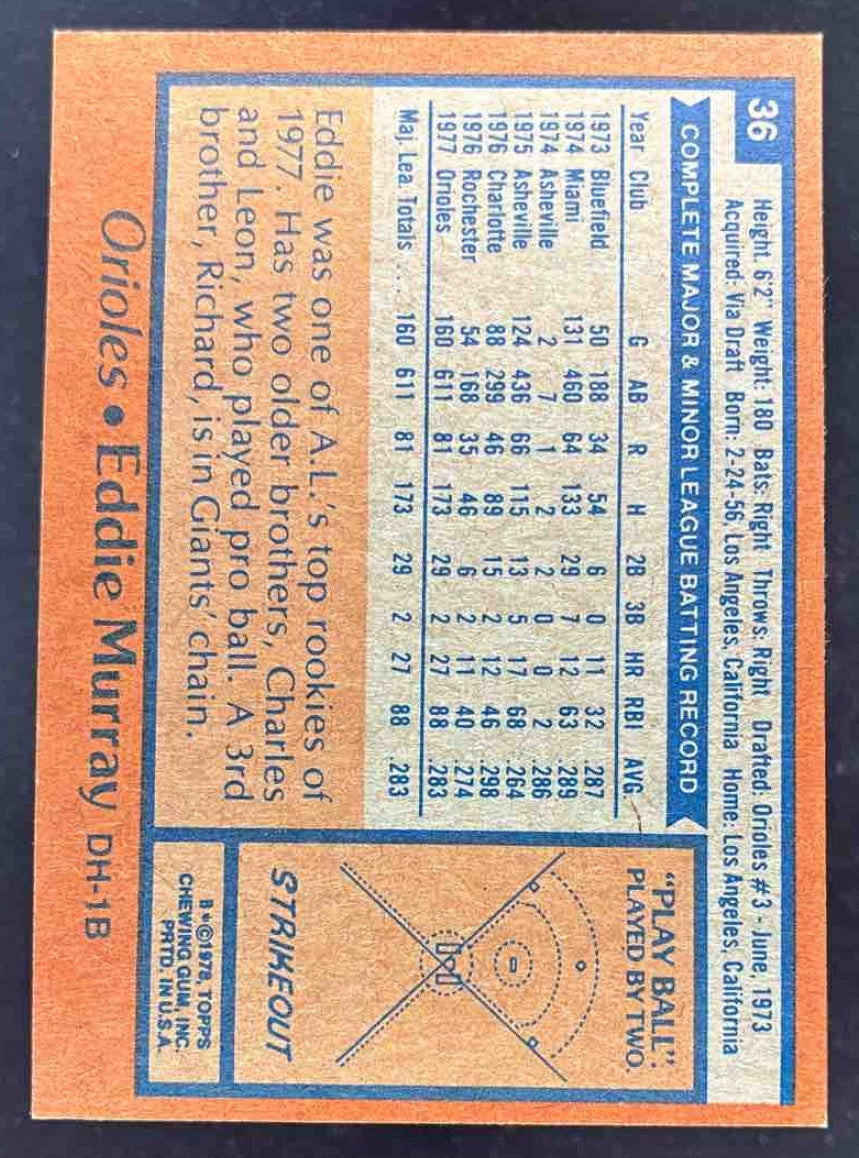 36
Height: 6'2" Weight: 180 Bats: Right Throws: Right Drafted: Orioles #3 - June, 1973
Acquired: Via Draft Born: 2-24-56, Los Angeles, California Home: Los Angeles, California
COMPLETE MAJOR & MINOR LEAGUE BATTING RECORD
Year Club G AB R H 2B 3B HR RBI AVG.
1973 Bluefield 50 188 34 54 6 0 11 32 .287
1974 Miami 131 460 64 133 29 7 12 63 .289
1974 Asheville 2 7 1 2 2 0 0 2 .286
1975 Asheville 124 436 66 115 13 5 17 68 .264
1976 Charlotte 88 299 46 89 15 2 12 46 .298
1976 Rochester 54 168 35 46 6 2 11 40 .274
1977 Orioles 160 611 81 173 29 2 27 88 .283
Maj. Lea. Totals .... 160 611 81 173 29 2 27 88 .283
Eddie was one of A.L.'s top rookies of
1977. Has two older brothers, Charles
and Leon, who played pro ball. A 3rd
brother, Richard, is in Giants' chain.
"PLAY BALL".
PLAYED BY TWO.
STRIKEOUT
B*©1978, TOPPS
CHEWING GUM, INC.
PRTD. IN U.S.A.
Orioles • Eddie Murray DH-1B